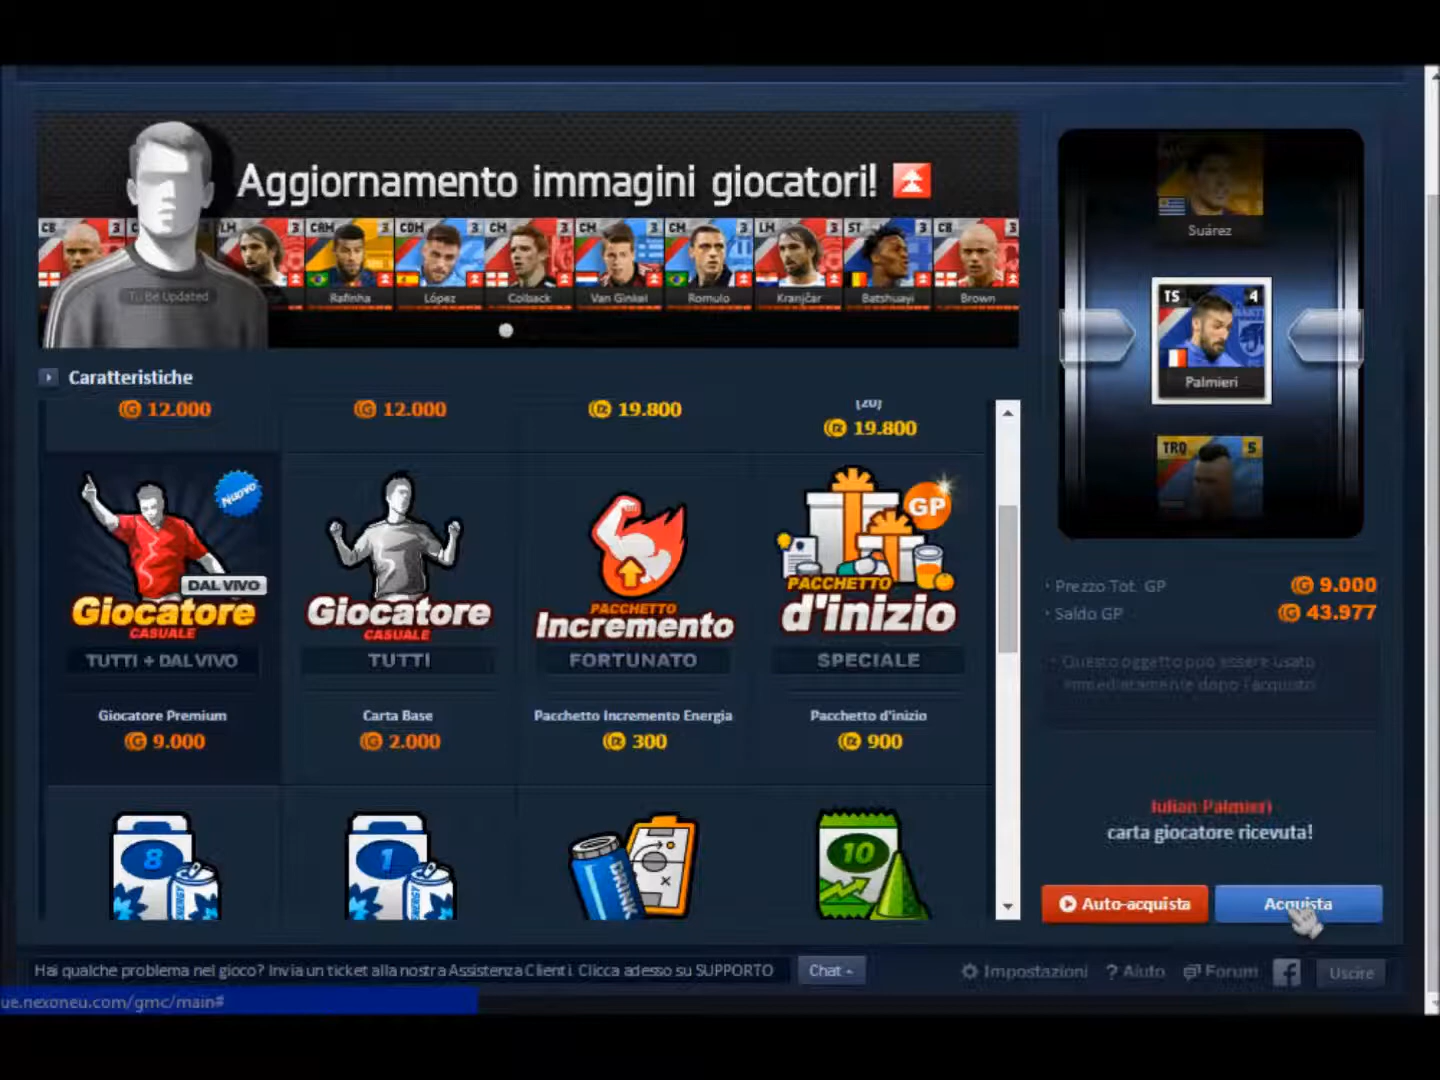 Aggiornamento immagini giocatori!
CB 3
LM 3
CAM 3
CDM 3
CM 3
CM 3
CM 3
LM 3
ST 3
CB 3
To Be Updated
Rafinha
López
Colback
Van Ginkel
Romulo
Kranjčar
Batshuayi
Brown
Suárez
TS 4
Palmieri
TRQ 5
Caratteristiche
12.000
12.000
19.800
(20)
19.800
Nuovo
DAL VIVO
Giocatore
CASUALE
TUTTI + DAL VIVO
Giocatore Premium
9.000
Giocatore
CASUALE
TUTTI
Carta Base
2.000
PACCHETTO
Incremento
FORTUNATO
Pacchetto Incremento Energia
300
GP
PACCHETTO
d'inizio
SPECIALE
Pacchetto d'inizio
900
8
1
DRINK
10
Prezzo Tot. GP
9.000
Saldo GP
43.977
Questo oggetto può essere usato
immediatamente dopo l'acquisto
Julian Palmieri
carta giocatore ricevuta!
Auto-acquista
Acquista
Hai qualche problema nel gioco? Invia un ticket alla nostra Assistenza Clienti. Clicca adesso su SUPPORTO
Chat
Impostazioni
? Aiuto
Forum
Uscire
ue.nexoneu.com/gmc/main#